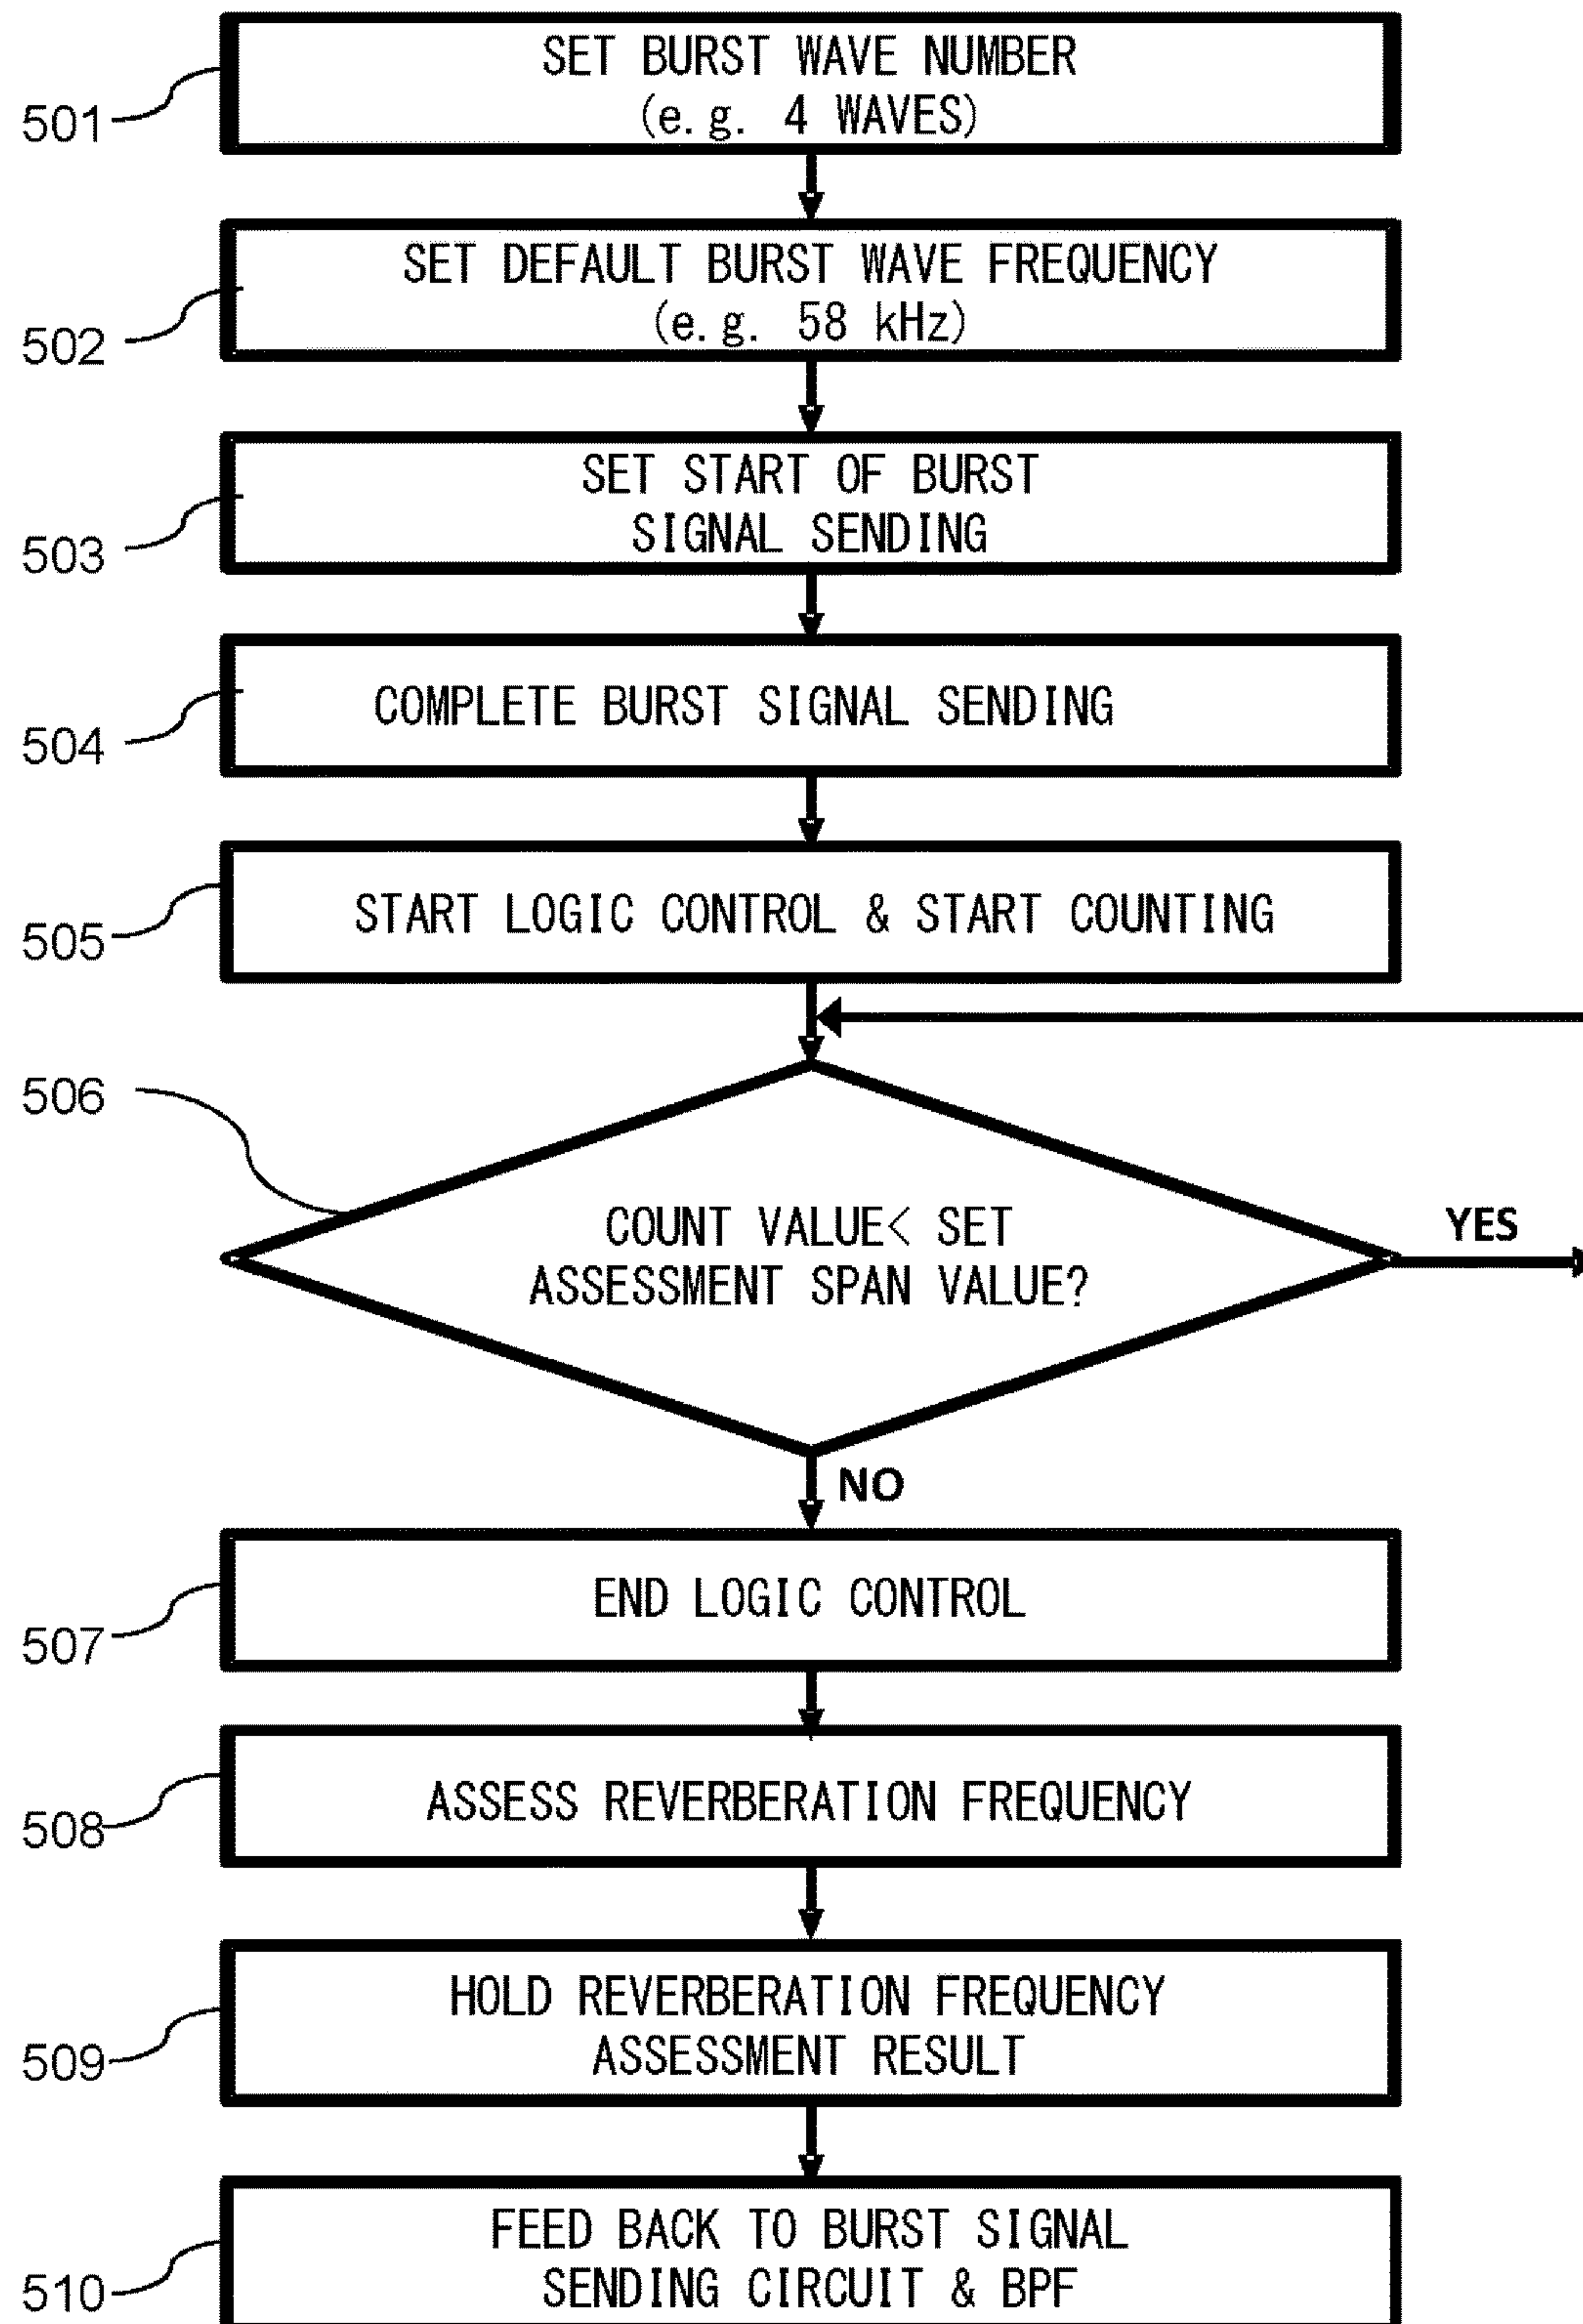 SET BURST WAVE NUMBER
(e.g. 4 WAVES)
501
SET DEFAULT BURST WAVE FREQUENCY
(e.g. 58 kHz)
502
SET START OF BURST
SIGNAL SENDING
503
COMPLETE BURST SIGNAL SENDING
504
START LOGIC CONTROL & START COUNTING
505
506
COUNT VALUE< SET
ASSESSMENT SPAN VALUE?
YES
NO
END LOGIC CONTROL
507
ASSESS REVERBERATION FREQUENCY
508
HOLD REVERBERATION FREQUENCY
ASSESSMENT RESULT
509
FEED BACK TO BURST SIGNAL
SENDING CIRCUIT & BPF
510